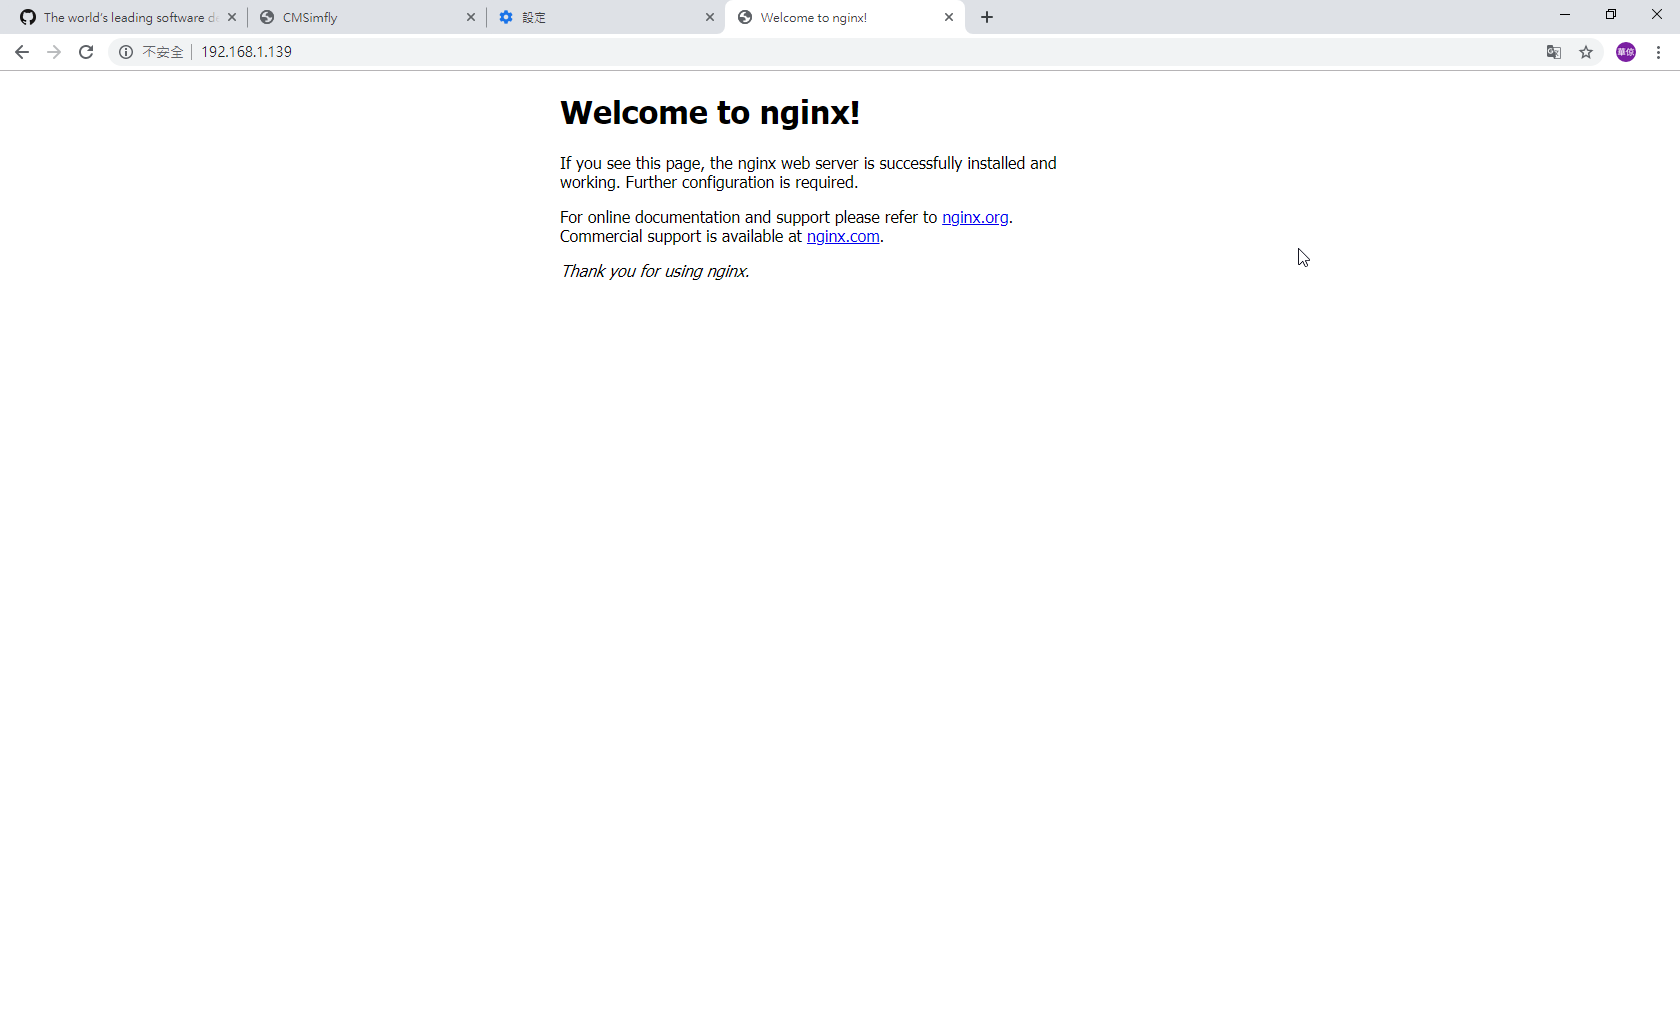 The world's leading software d
CMSimfly
設定
Welcome to nginx!
不安全
192.168.1.139
華倞
Welcome to nginx!
If you see this page, the nginx web server is successfully installed and
working. Further configuration is required.
For online documentation and support please refer to nginx.org.
Commercial support is available at nginx.com.
Thank you for using nginx.